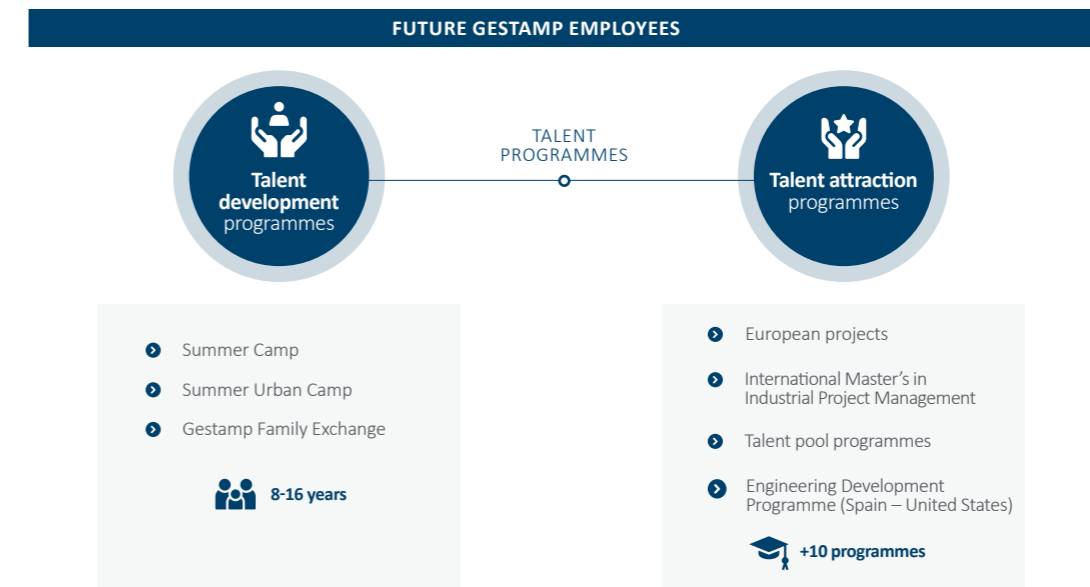 FUTURE GESTAMP EMPLOYEES
Talent
development
programmes
TALENT
PROGRAMMES
Talent attraction
programmes
Summer Camp
Summer Urban Camp
Gestamp Family Exchange
8-16 years
European projects
International Master’s in
Industrial Project Management
Talent pool programmes
Engineering Development
Programme (Spain – United States)
+10 programmes